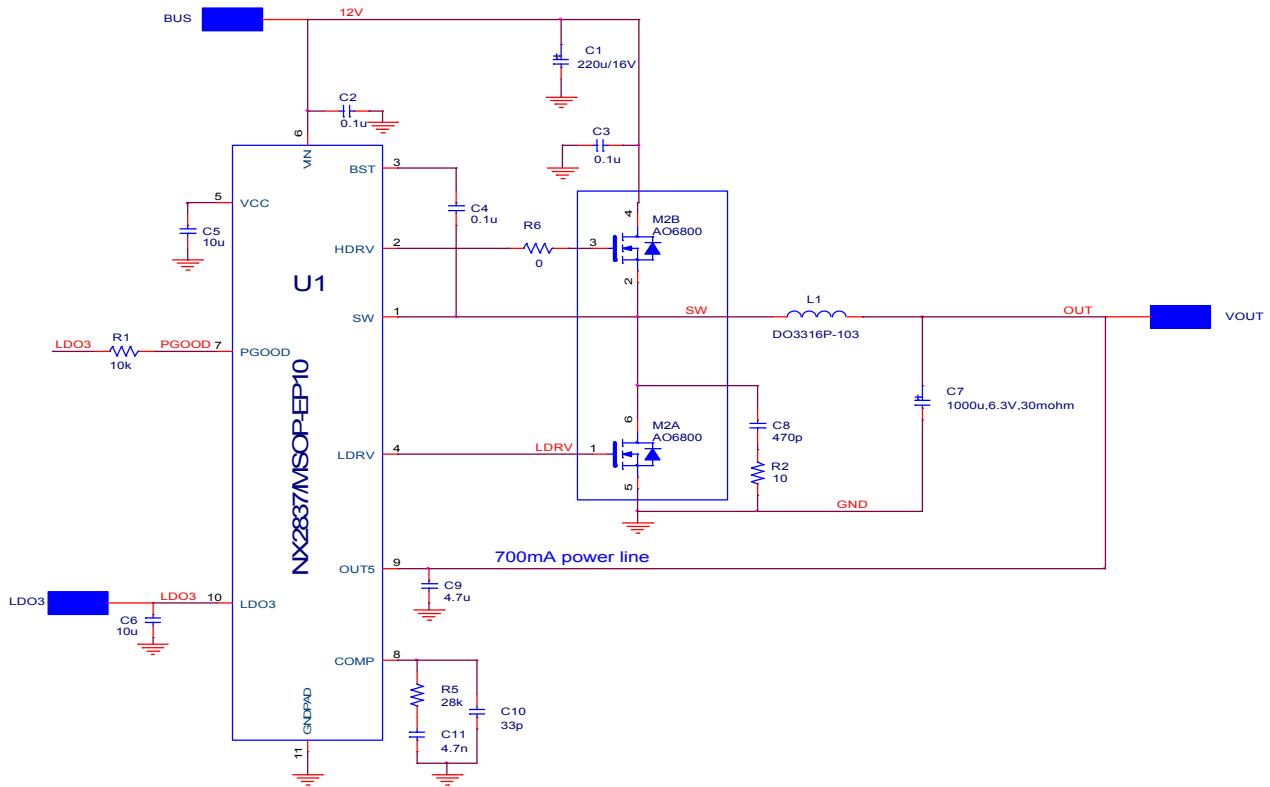 BUS
12V
C1
220u/16V
C2
0.1u
6
VIN
C3
0.1u
3
BST
5
VCC
C4
0.1u
4
M2B
AO6800
C5
10u
R6
0
2
HDRV
3
2
U1
L1
DO3316P-103
1
SW
SW
OUT
VOUT
LDO3
R1
10k
PGOOD
7
PGOOD
NX2837/MSOP-EP10
C7
1000u,6.3V,30mohm
6
M2A
AO6800
C8
470p
4
LDRV
LDRV
1
R2
10
5
GND
700mA power line
9
OUT5
C9
4.7u
LDO3
LDO3
10
LDO3
C6
10u
8
COMP
R5
28k
C10
33p
C11
4.7n
GNDPAD
11